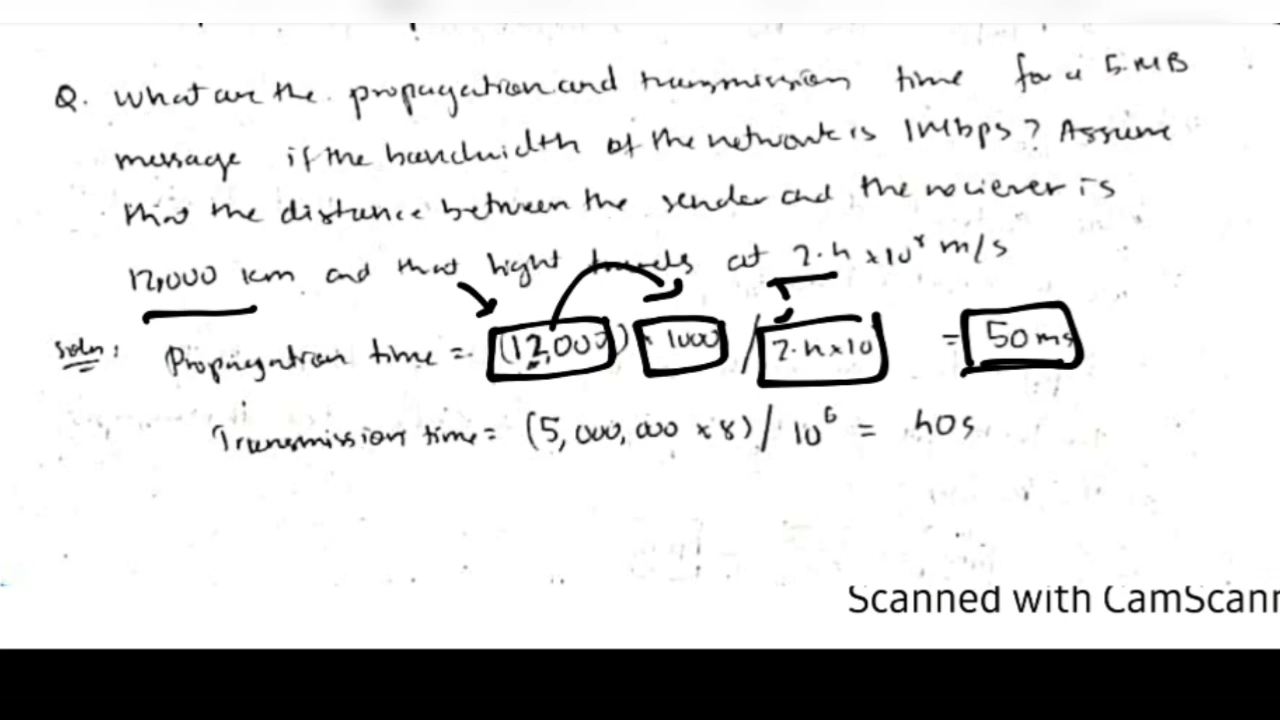 Q. What are the propagation and transmission time for a 5 MB
message if the bandwidth of the network is 1Mbps? Assume
that the distance between the sender and the reciever is
12,000 km and that light travels at 2.4 x10⁸ m/s
Soln: Propagation time = (12,000) x 1000 / 2.4x10 = 50 ms
Transmission time = (5,000,000 x 8) / 10⁶ = 40s
Scanned with CamScann